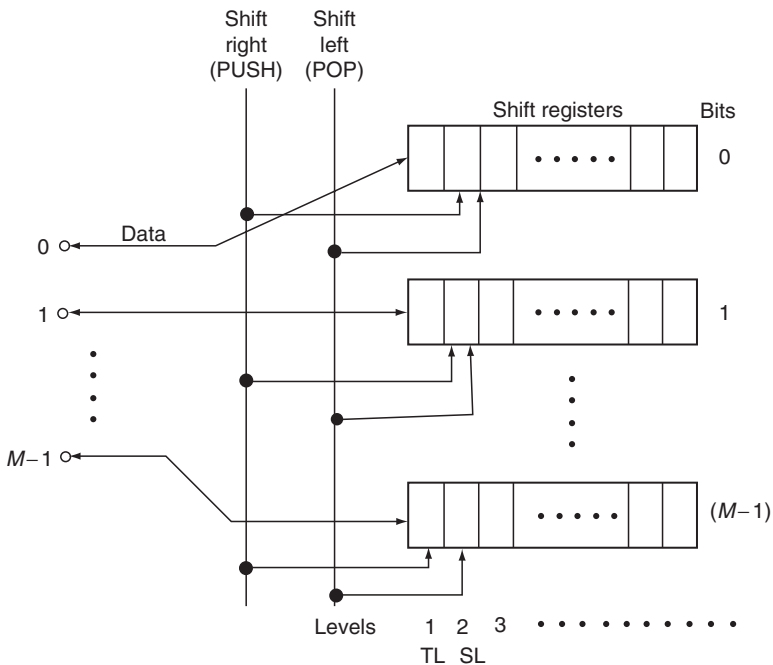 Shift
right
(PUSH)
Shift
left
(POP)
Shift registers
Bits
0
0
Data
1
1
M−1
(M−1)
Levels 1 2 3
TL SL